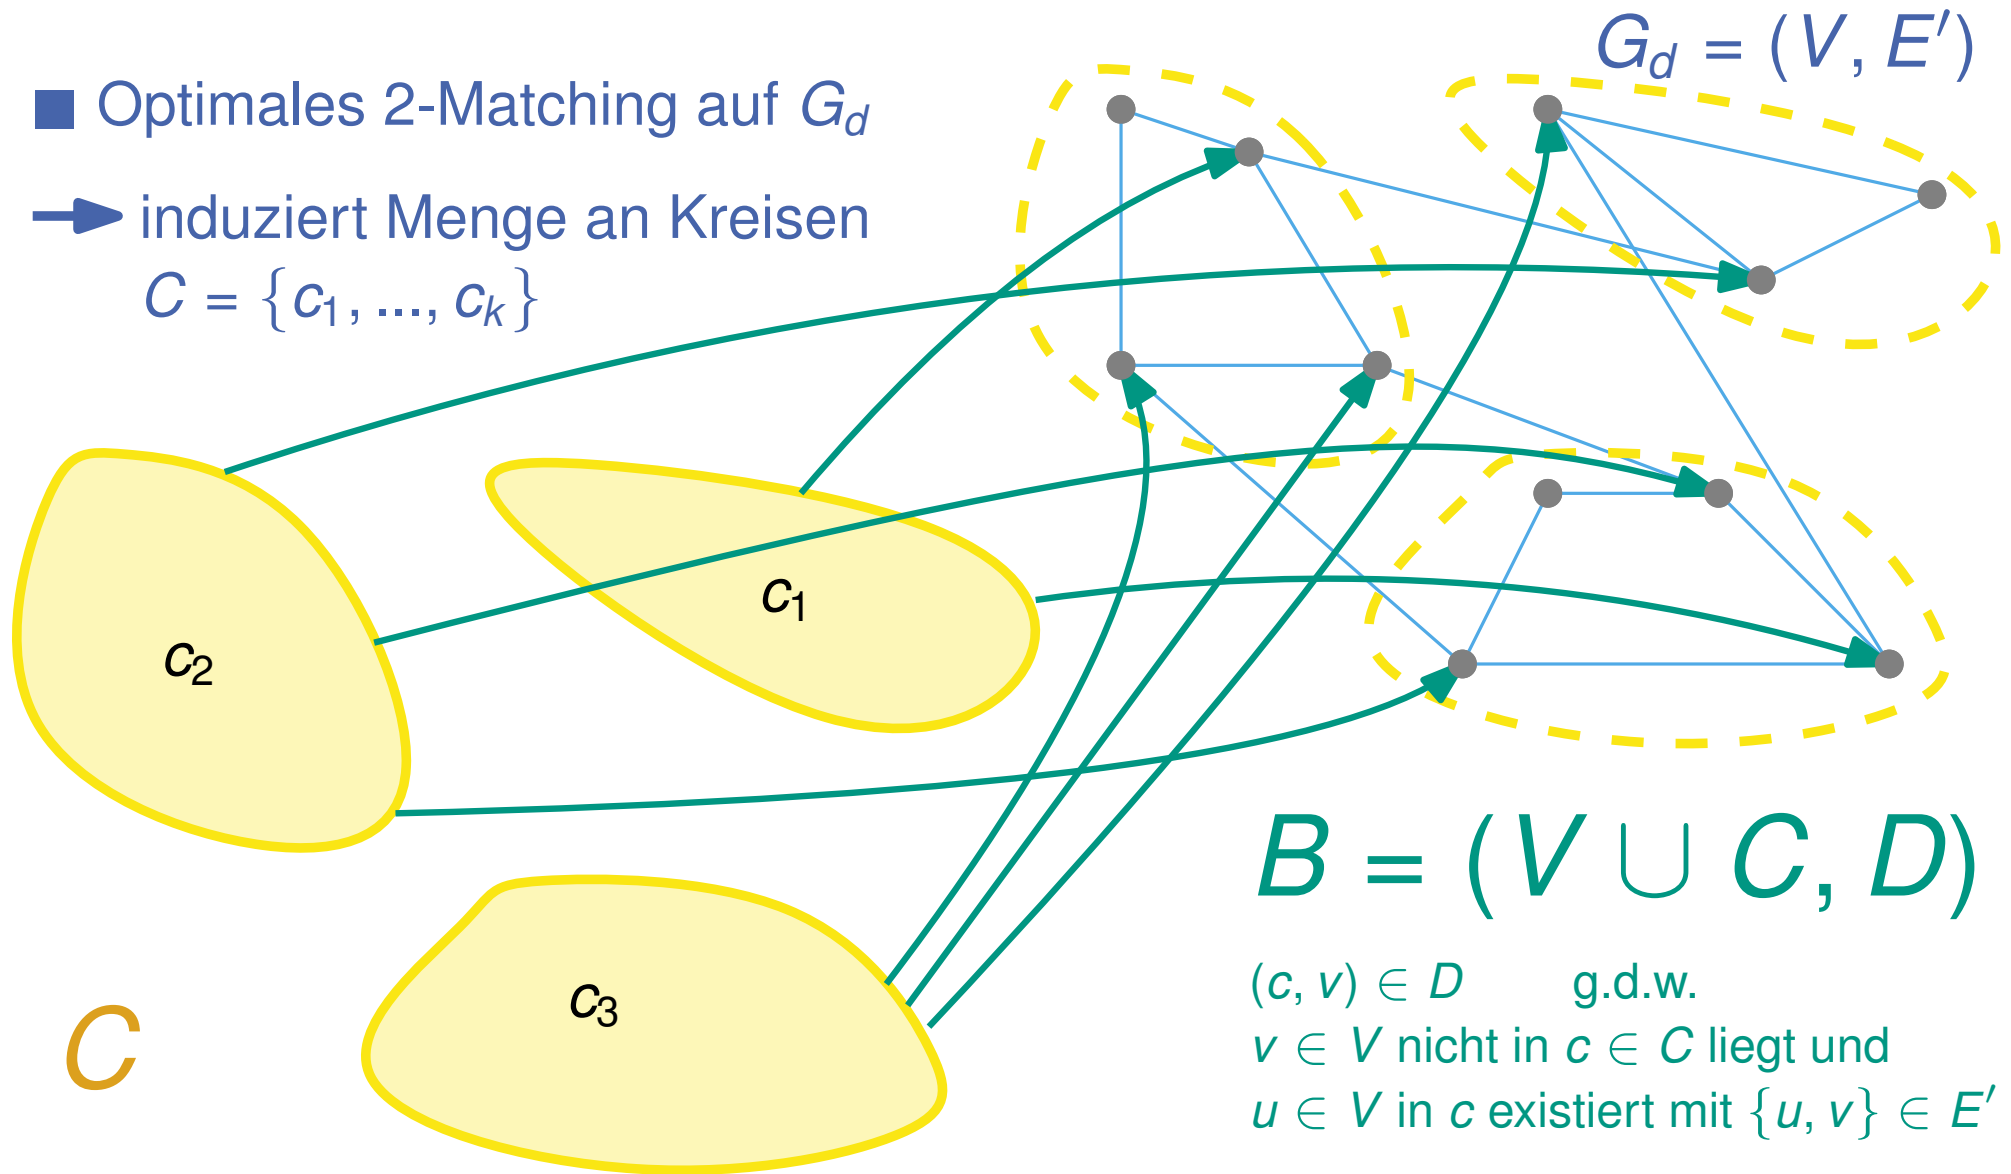 G_d = (V, E′)
Optimales 2-Matching auf G_d
induziert Menge an Kreisen
C = {c_1, ..., c_k}
c_1
c_2
c_3
C
B = (V ∪ C, D)
(c, v) ∈ D g.d.w.
v ∈ V nicht in c ∈ C liegt und
u ∈ V in c existiert mit {u, v} ∈ E′